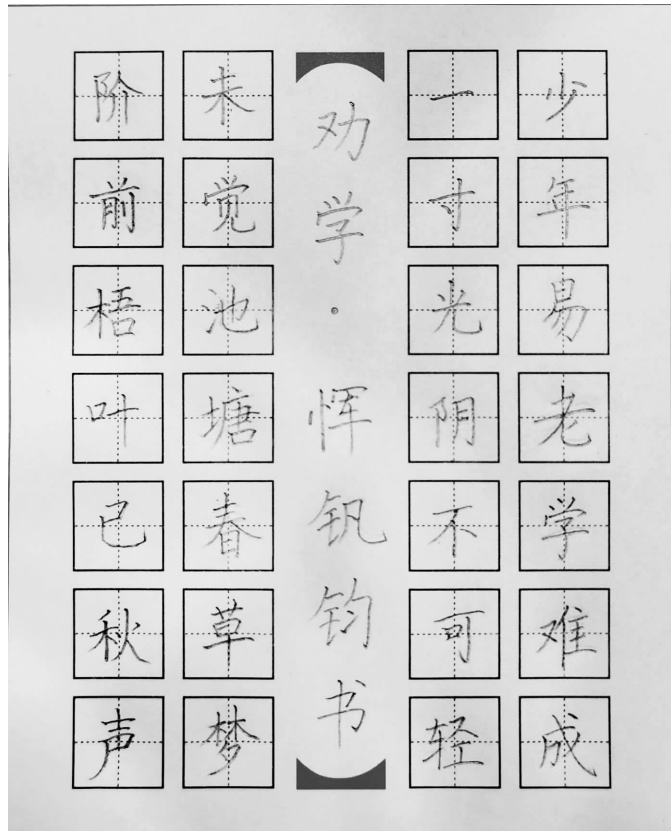 少年易老学难成
一寸光阴不可轻
劝学·恽钒钧书
未觉池塘春草梦
阶前梧叶已秋声